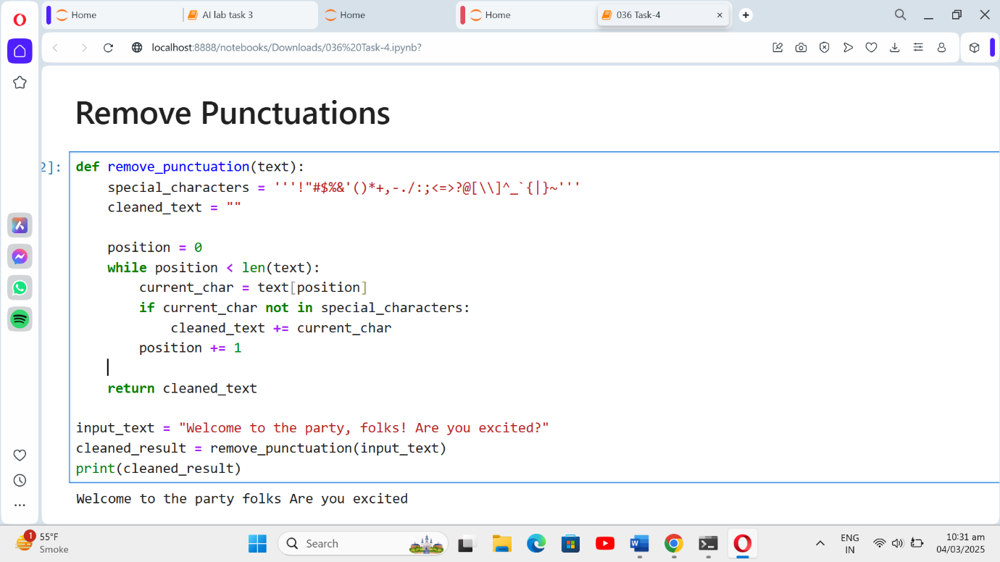 Home
AI lab task 3
Home
Home
036 Task-4
localhost:8888/notebooks/Downloads/036%20Task-4.ipynb?
Remove Punctuations
2]:
def remove_punctuation(text):
    special_characters = '''!"#$%&'()*+,-./:;<=>?@[\\]^_`{|}~'''
    cleaned_text = ""
    position = 0
    while position < len(text):
        current_char = text[position]
        if current_char not in special_characters:
            cleaned_text += current_char
        position += 1
    return cleaned_text
input_text = "Welcome to the party, folks! Are you excited?"
cleaned_result = remove_punctuation(input_text)
print(cleaned_result)
Welcome to the party folks Are you excited
1
55°F
Smoke
Search
ENG
IN
10:31 am
04/03/2025